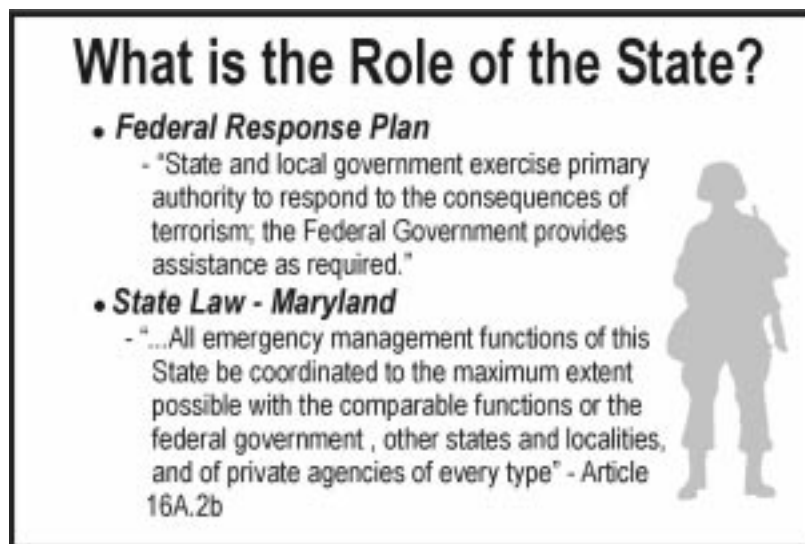 What is the Role of the State?
• Federal Response Plan
- "State and local government exercise primary
authority to respond to the consequences of
terrorism; the Federal Government provides
assistance as required."
• State Law - Maryland
- "...All emergency management functions of this
State be coordinated to the maximum extent
possible with the comparable functions or the
federal government , other states and localities,
and of private agencies of every type" - Article
16A.2b